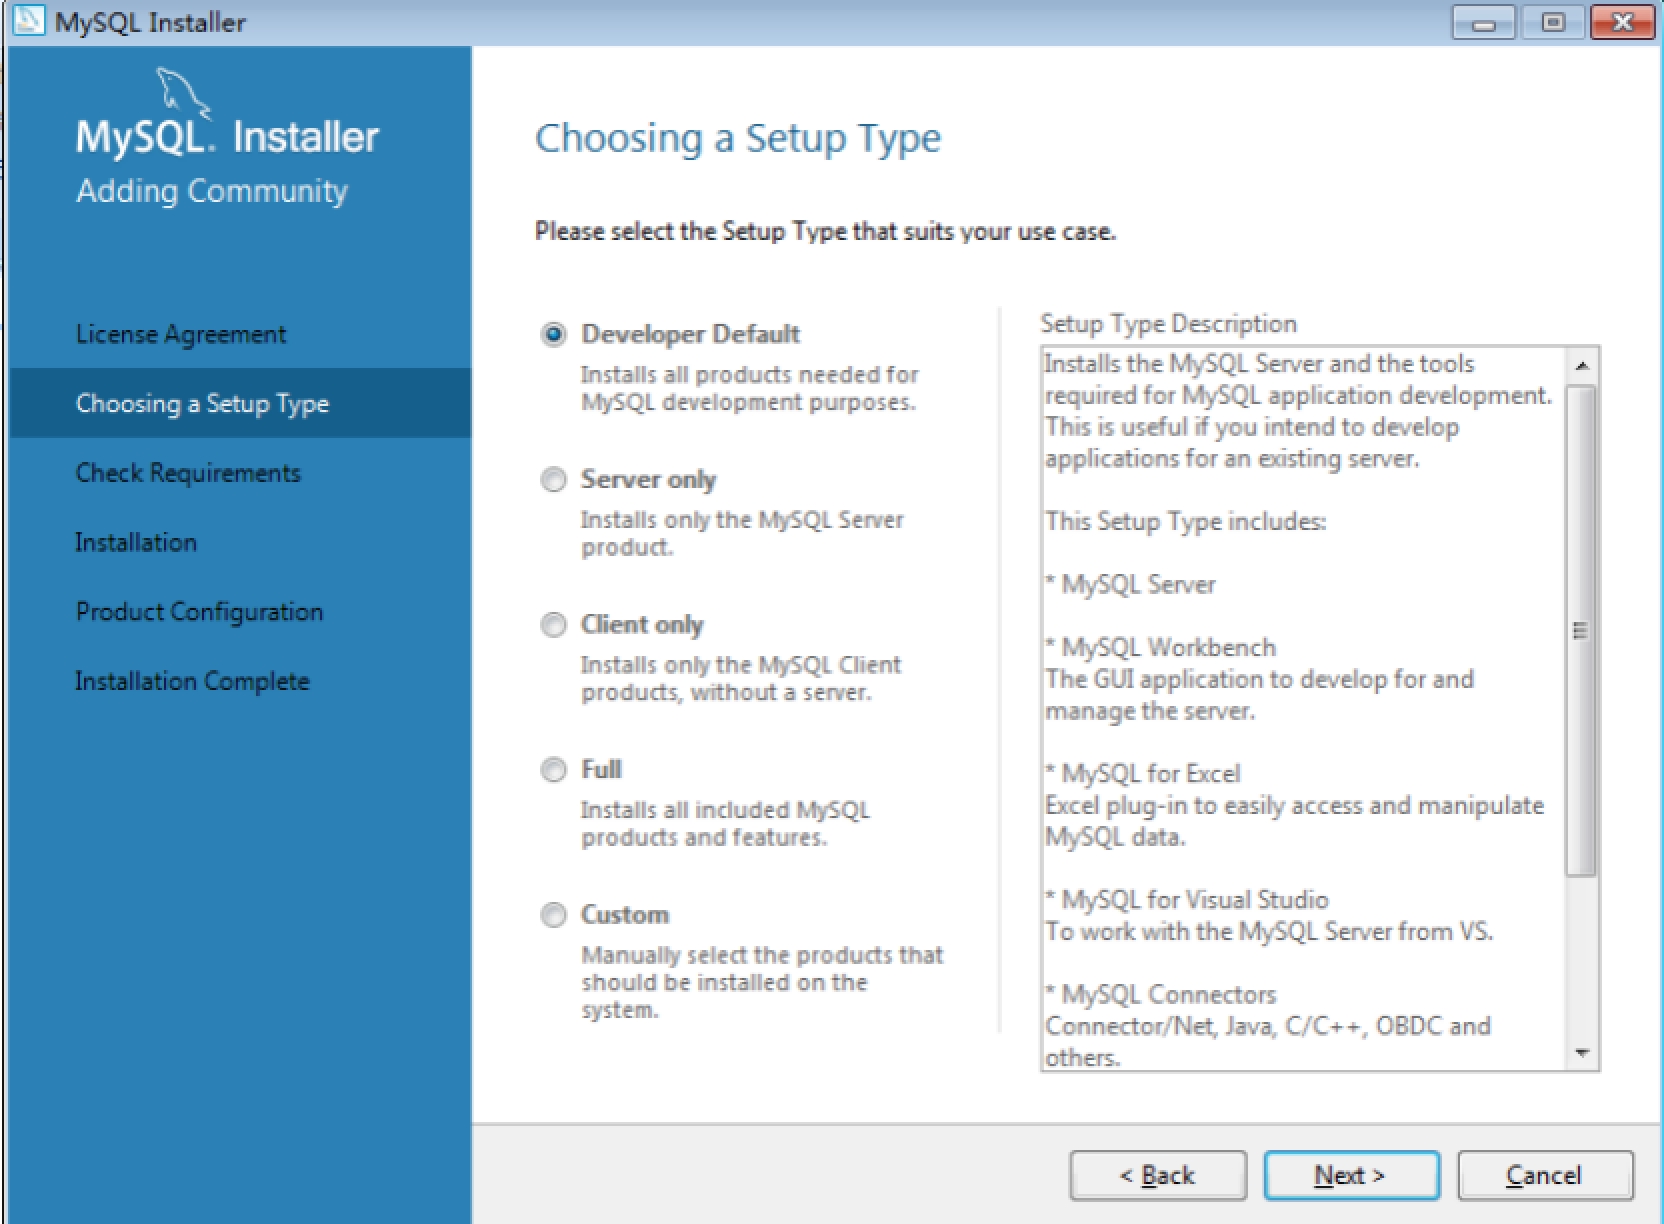 MySQL Installer
MySQL. Installer
Adding Community
License Agreement
Choosing a Setup Type
Check Requirements
Installation
Product Configuration
Installation Complete
Choosing a Setup Type
Please select the Setup Type that suits your use case.
Developer Default
Installs all products needed for
MySQL development purposes.
Server only
Installs only the MySQL Server
product.
Client only
Installs only the MySQL Client
products, without a server.
Full
Installs all included MySQL
products and features.
Custom
Manually select the products that
should be installed on the
system.
Setup Type Description
Installs the MySQL Server and the tools
required for MySQL application development.
This is useful if you intend to develop
applications for an existing server.
This Setup Type includes:
* MySQL Server
* MySQL Workbench
The GUI application to develop for and
manage the server.
* MySQL for Excel
Excel plug-in to easily access and manipulate
MySQL data.
* MySQL for Visual Studio
To work with the MySQL Server from VS.
* MySQL Connectors
Connector/Net, Java, C/C++, OBDC and
others.
< Back
Next >
Cancel